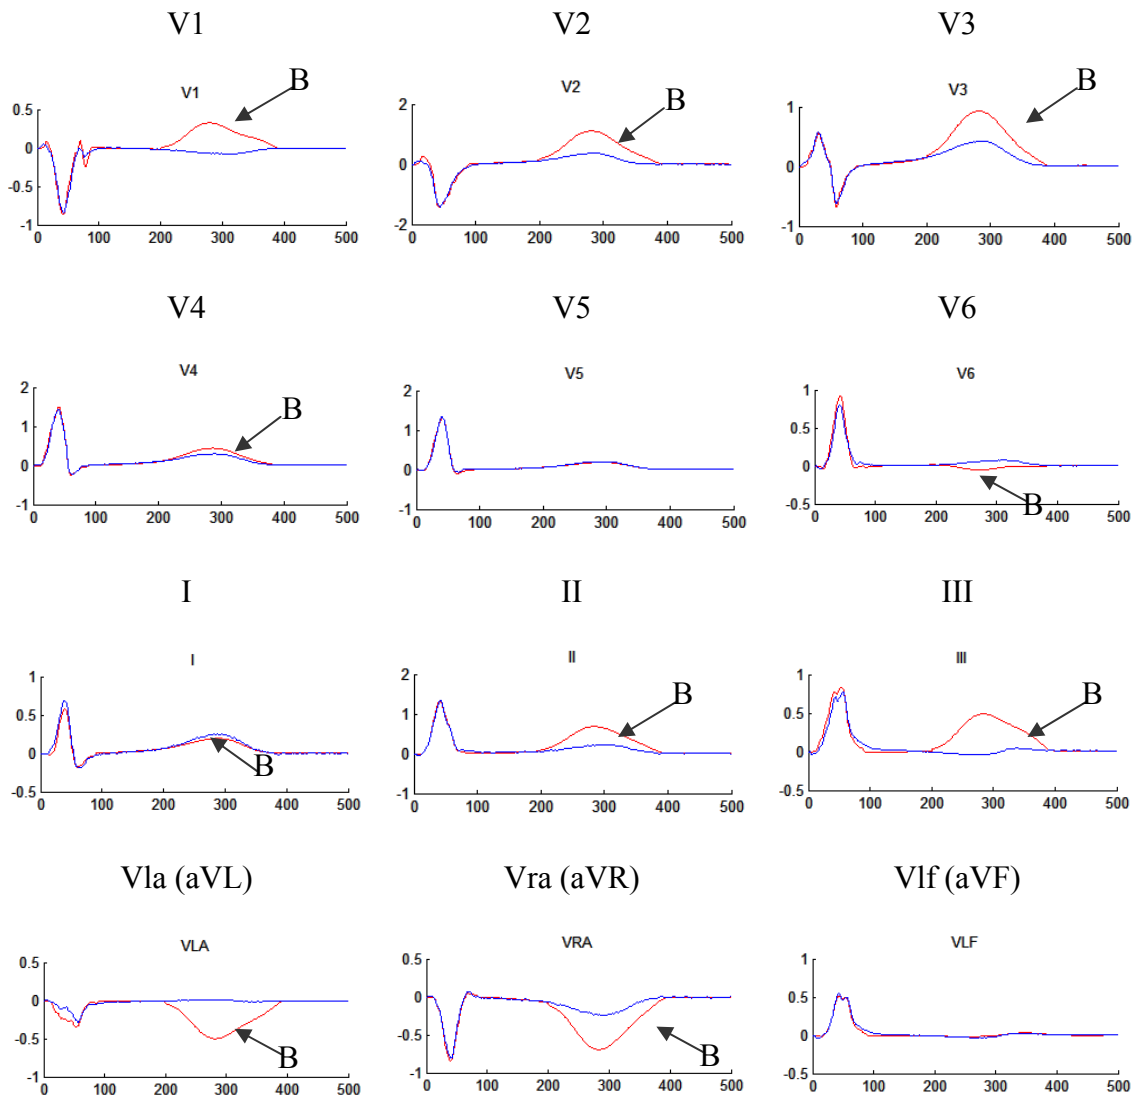 V1 V2 V3
V1 B
V2 B
V3 B
0.5
0
-0.5
-1
0 100 200 300 400 500
2
0
-2
0 100 200 300 400 500
1
0
-1
0 100 200 300 400 500
V4 V5 V6
V4 B
V5
V6
B
2
1
0
-1
0 100 200 300 400 500
2
1
0
-1
0 100 200 300 400 500
1
0.5
0
-0.5
0 100 200 300 400 500
I II III
I
B
II B
III B
1
0.5
0
-0.5
0 100 200 300 400 500
2
1
0
-1
0 100 200 300 400 500
1
0.5
0
-0.5
0 100 200 300 400 500
Vla (aVL) Vra (aVR) Vlf (aVF)
VLA
B
VRA
B
VLF
0.5
0
-0.5
-1
0 100 200 300 400 500
0.5
0
-0.5
-1
0 100 200 300 400 500
1
0.5
0
-0.5
0 100 200 300 400 500